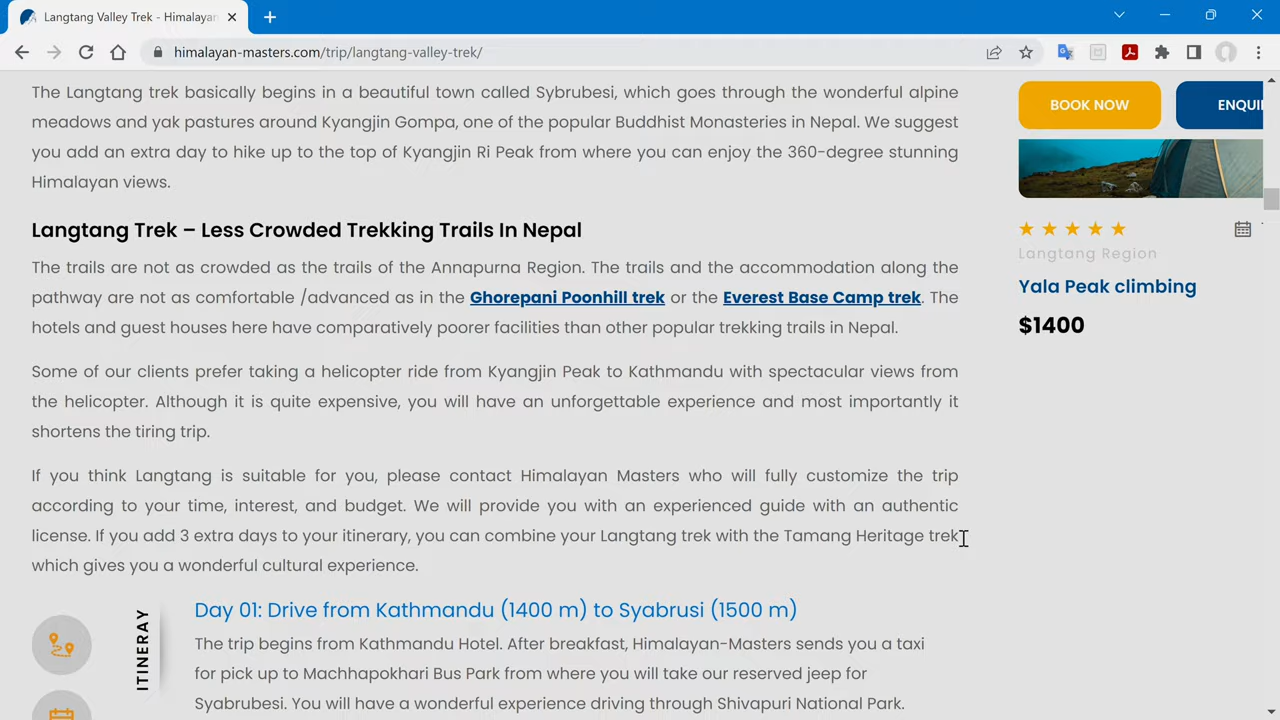 Langtang Valley Trek - Himalayan
himalayan-masters.com/trip/langtang-valley-trek/
The Langtang trek basically begins in a beautiful town called Sybrubesi, which goes through the wonderful alpine
meadows and yak pastures around Kyangjin Gompa, one of the popular Buddhist Monasteries in Nepal. We suggest
you add an extra day to hike up to the top of Kyangjin Ri Peak from where you can enjoy the 360-degree stunning
Himalayan views.
Langtang Trek – Less Crowded Trekking Trails In Nepal
The trails are not as crowded as the trails of the Annapurna Region. The trails and the accommodation along the
pathway are not as comfortable /advanced as in the Ghorepani Poonhill trek or the Everest Base Camp trek. The
hotels and guest houses here have comparatively poorer facilities than other popular trekking trails in Nepal.
Some of our clients prefer taking a helicopter ride from Kyangjin Peak to Kathmandu with spectacular views from
the helicopter. Although it is quite expensive, you will have an unforgettable experience and most importantly it
shortens the tiring trip.
If you think Langtang is suitable for you, please contact Himalayan Masters who will fully customize the trip
according to your time, interest, and budget. We will provide you with an experienced guide with an authentic
license. If you add 3 extra days to your itinerary, you can combine your Langtang trek with the Tamang Heritage trek
which gives you a wonderful cultural experience.
ITINERAY
Day 01: Drive from Kathmandu (1400 m) to Syabrusi (1500 m)
The trip begins from Kathmandu Hotel. After breakfast, Himalayan-Masters sends you a taxi
for pick up to Machhapokhari Bus Park from where you will take our reserved jeep for
Syabrubesi. You will have a wonderful experience driving through Shivapuri National Park.
BOOK NOW
ENQUI
Langtang Region
Yala Peak climbing
$1400